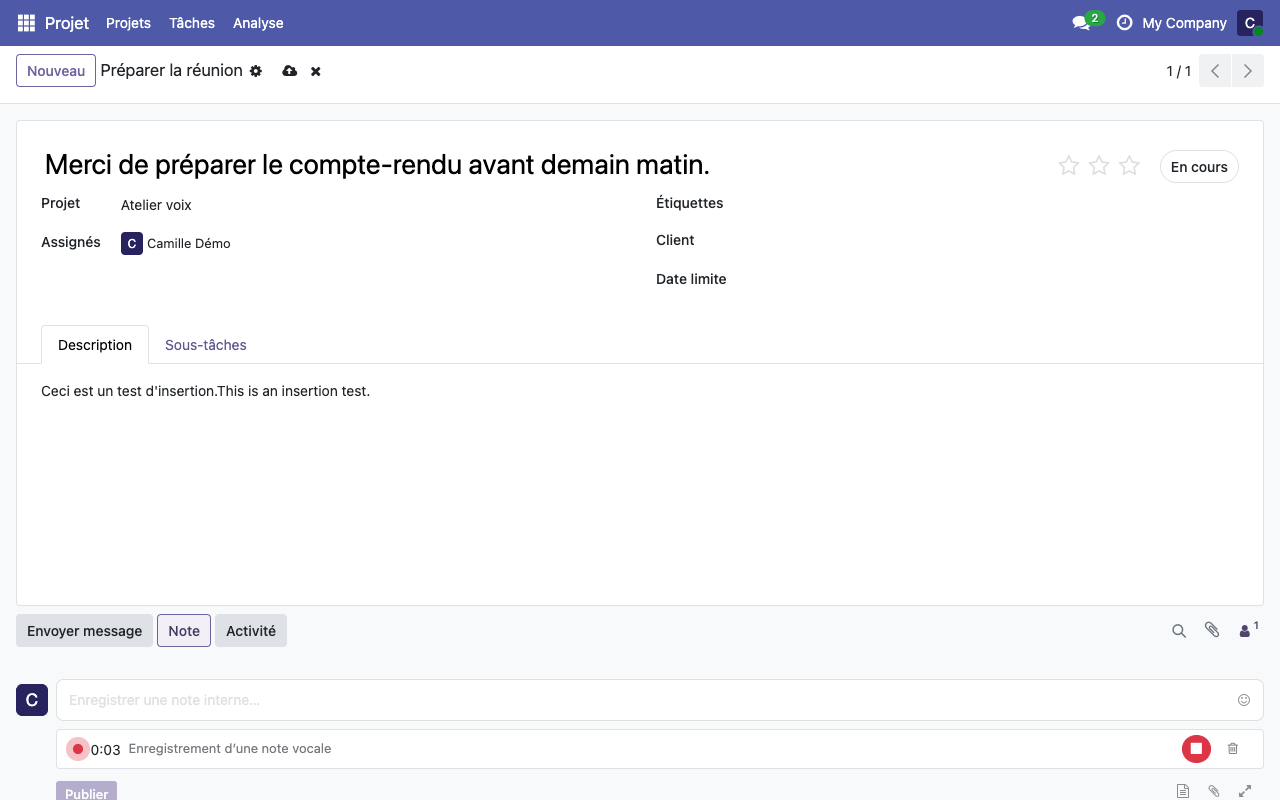 Projet Projets Tâches Analyse 2 My Company C
Nouveau Préparer la réunion 1 / 1
Merci de préparer le compte-rendu avant demain matin. En cours
Projet Atelier voix Étiquettes
Assignés C Camille Démo Client
Date limite
Description Sous-tâches
Ceci est un test d'insertion.This is an insertion test.
Envoyer message Note Activité 1
C Enregistrer une note interne...
0:03 Enregistrement d'une note vocale
Publier